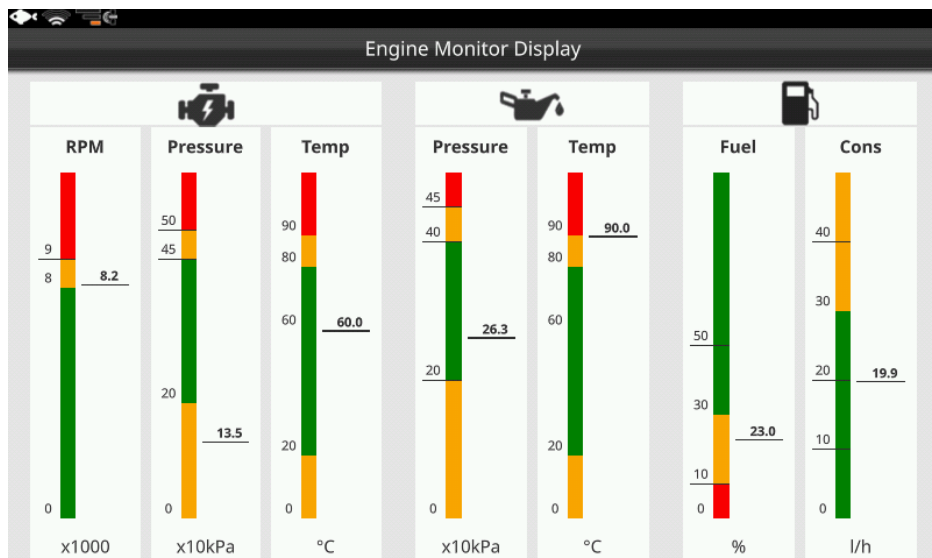 Engine Monitor Display
RPM
9
8
8.2
0
x1000
Pressure
50
45
20
13.5
0
x10kPa
Temp
90
80
60
60.0
20
0
°C
Pressure
45
40
26.3
20
0
x10kPa
Temp
90
90.0
80
60
20
0
°C
Fuel
50
30
23.0
10
0
%
Cons
40
30
20
19.9
10
0
l/h